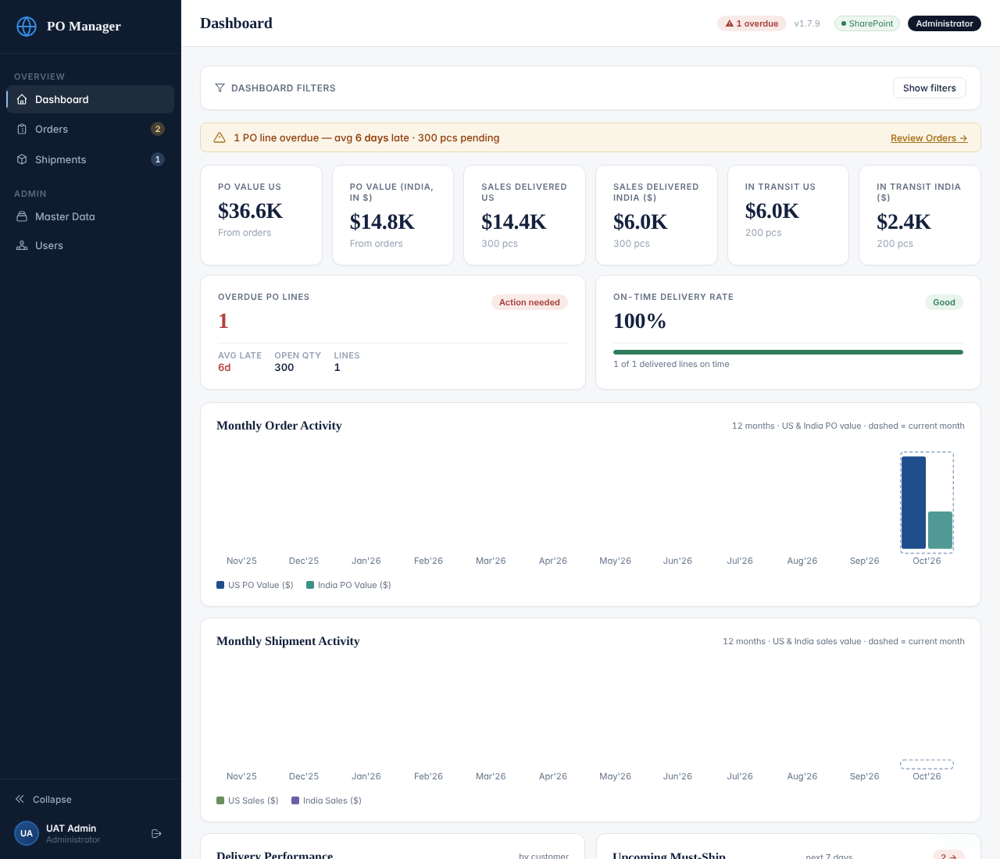 PO Manager
OVERVIEW
Dashboard
Orders 2
Shipments 1
ADMIN
Master Data
Users
Collapse
UA
UAT Admin
Administrator
Dashboard
1 overdue v1.7.9 SharePoint Administrator
DASHBOARD FILTERS Show filters
1 PO line overdue — avg 6 days late · 300 pcs pending Review Orders →
PO VALUE US
$36.6K
From orders
PO VALUE (INDIA,
IN $)
$14.8K
From orders
SALES DELIVERED
US
$14.4K
300 pcs
SALES DELIVERED
INDIA ($)
$6.0K
300 pcs
IN TRANSIT US
$6.0K
200 pcs
IN TRANSIT INDIA
($)
$2.4K
200 pcs
OVERDUE PO LINES Action needed
1
AVG LATE OPEN QTY LINES
6d 300 1
ON-TIME DELIVERY RATE Good
100%
1 of 1 delivered lines on time
Monthly Order Activity 12 months · US & India PO value · dashed = current month
Nov'25 Dec'25 Jan'26 Feb'26 Mar'26 Apr'26 May'26 Jun'26 Jul'26 Aug'26 Sep'26 Oct'26
US PO Value ($) India PO Value ($)
Monthly Shipment Activity 12 months · US & India sales value · dashed = current month
Nov'25 Dec'25 Jan'26 Feb'26 Mar'26 Apr'26 May'26 Jun'26 Jul'26 Aug'26 Sep'26 Oct'26
US Sales ($) India Sales ($)
Delivery Performance by customer
Upcoming Must-Ship next 7 days 2 →